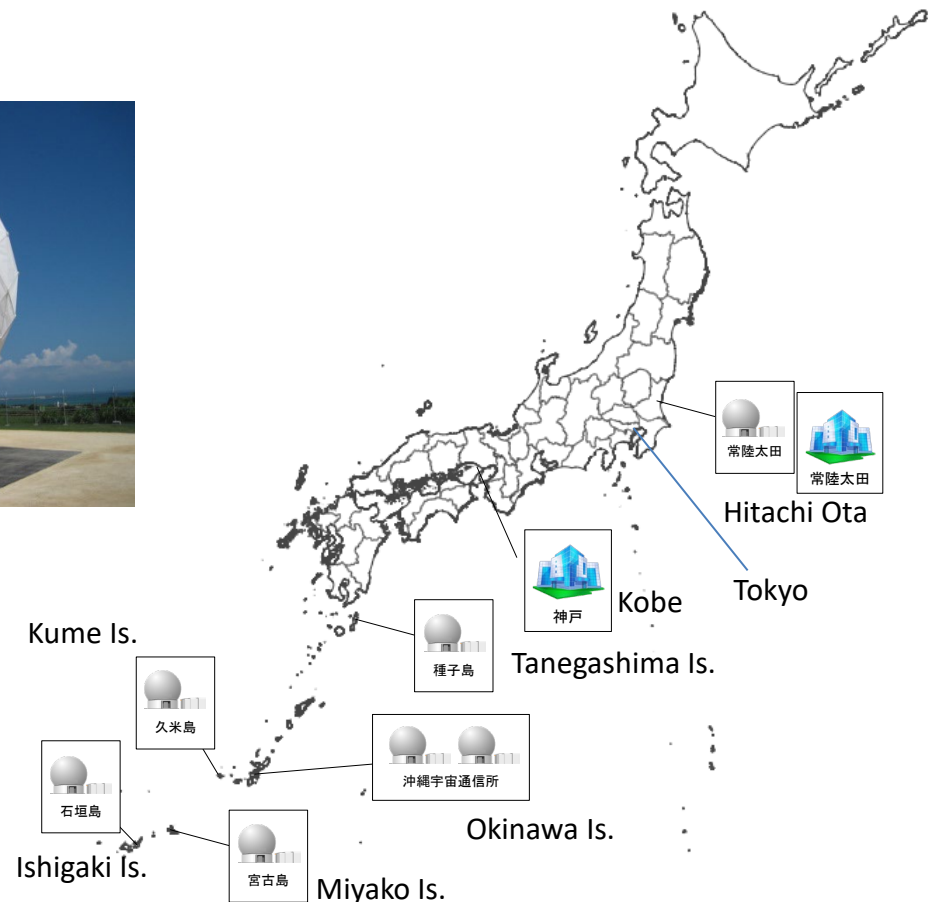 常陸太田
常陸太田
Hitachi Ota
神戸
Kobe
Tokyo
Kume Is.
種子島
Tanegashima Is.
久米島
石垣島
沖縄宇宙通信所
Okinawa Is.
Ishigaki Is.
宮古島
Miyako Is.